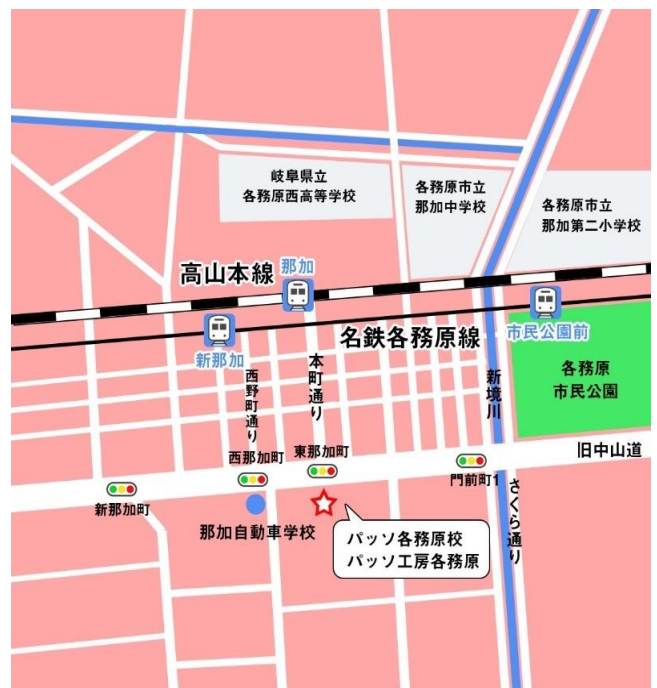 岐阜県立
各務原西高等学校
各務原市立
那加中学校
各務原市立
那加第二小学校
高山本線
那加
新那加
名鉄各務原線
市民公園前
各務原
市民公園
西野町通り
本町通り
新境川
旧中山道
西那加町
東那加町
新那加町
門前町1
さくら通り
那加自動車学校
パッソ各務原校
パッソ工房各務原